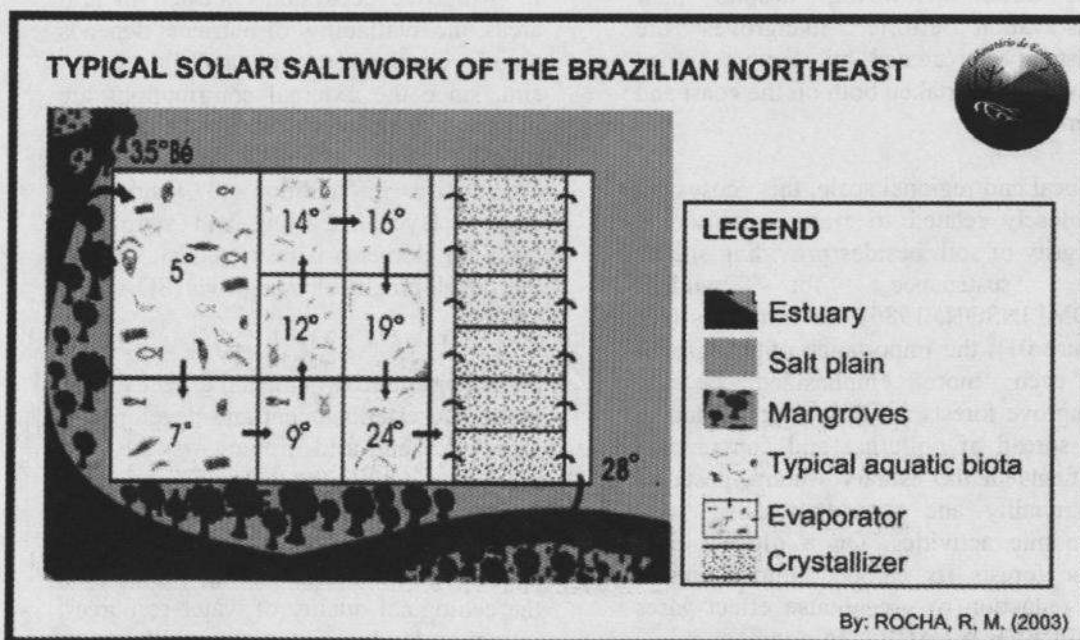 TYPICAL SOLAR SALTWORK OF THE BRAZILIAN NORTHEAST
3.5°Bé
14°
16°
5°
12°
19°
7°
9°
24°
28°
LEGEND
Estuary
Salt plain
Mangroves
Typical aquatic biota
Evaporator
Crystallizer
By: ROCHA, R. M. (2003)